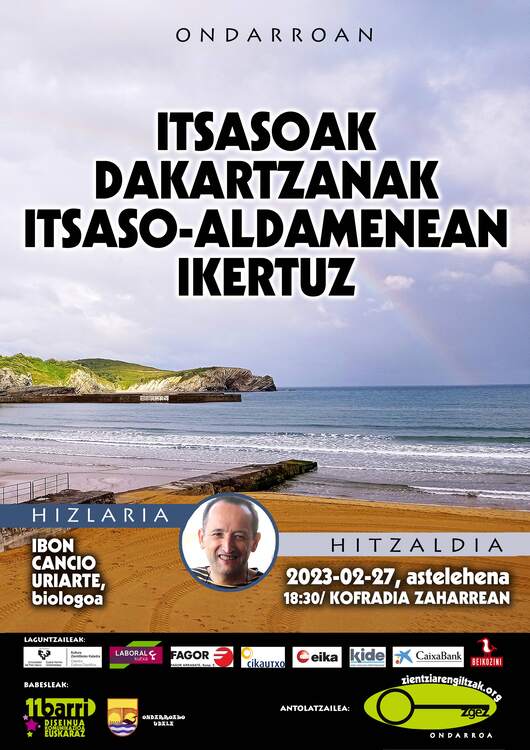 ONDARROAN
ITSASOAK
DAKARTZANAK
ITSASO-ALDAMENEAN
IKERTUZ
HIZLARIA
IBON
CANCIO
URIARTE,
biologoa
HITZALDIA
2023-02-27, astelehena
18:30/ KOFRADIA ZAHARREAN
LAGUNTZAILEAK:
LABORAL
kutxa
FAGOR
cikautxo
eika
kide
CaixaBank
BEIKOZINI
BABESLEAK:
11barri
DISEINUA
KOMUNIKAZIOA
EUSKARAZ
ONDARROAKO
UDALA
ANTOLATZAILEA:
zientziarengiltzak.org
zgez
ONDARROA